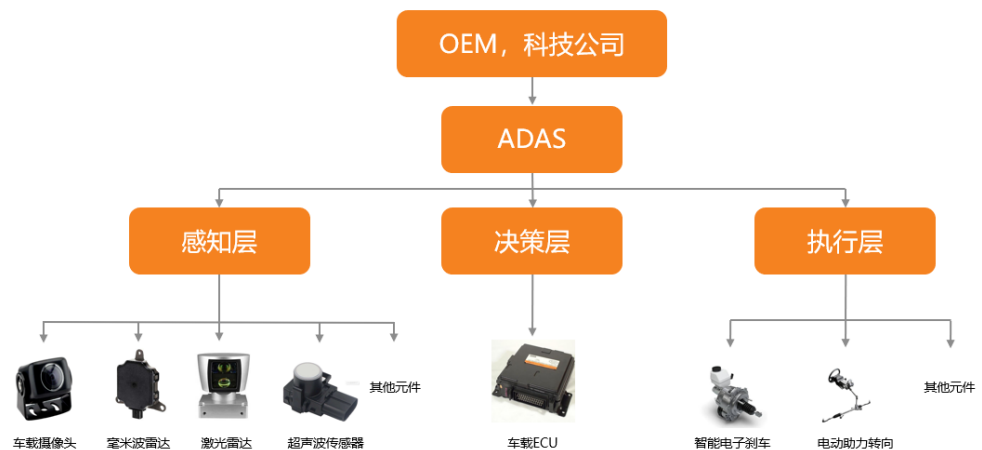 OEM，科技公司
ADAS
感知层
决策层
执行层
其他元件
其他元件
车载摄像头
毫米波雷达
激光雷达
超声波传感器
车载ECU
智能电子刹车
电动助力转向